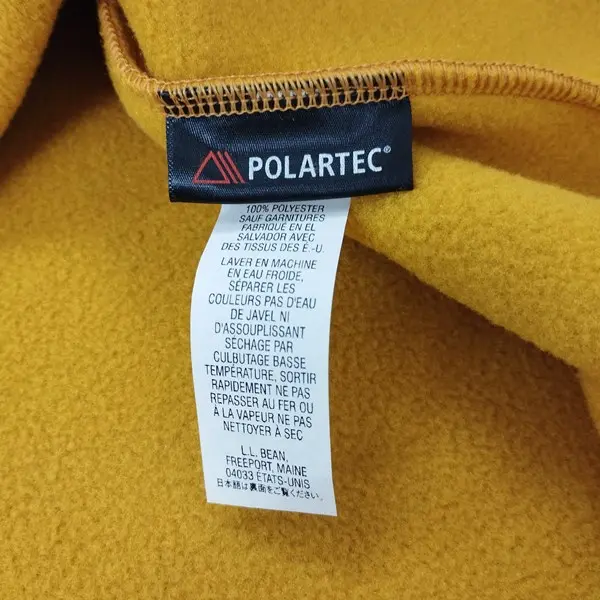 POLARTEC®
100% POLYESTER
SAUF GARNITURES
FABRIQUÉ EN EL
SALVADOR AVEC
DES TISSUS DES É.-U.
LAVER EN MACHINE
EN EAU FROIDE,
SÉPARER LES
COULEURS PAS D'EAU
DE JAVEL NI
D'ASSOUPLISSANT
SÉCHAGE PAR
CULBUTAGE BASSE
TEMPÉRATURE, SORTIR
RAPIDEMENT NE PAS
REPASSER AU FER OU
À LA VAPEUR NE PAS
NETTOYER À SEC
L.L. BEAN,
FREEPORT, MAINE
04033 ÉTATS-UNIS
日本語は裏面をご覧ください。